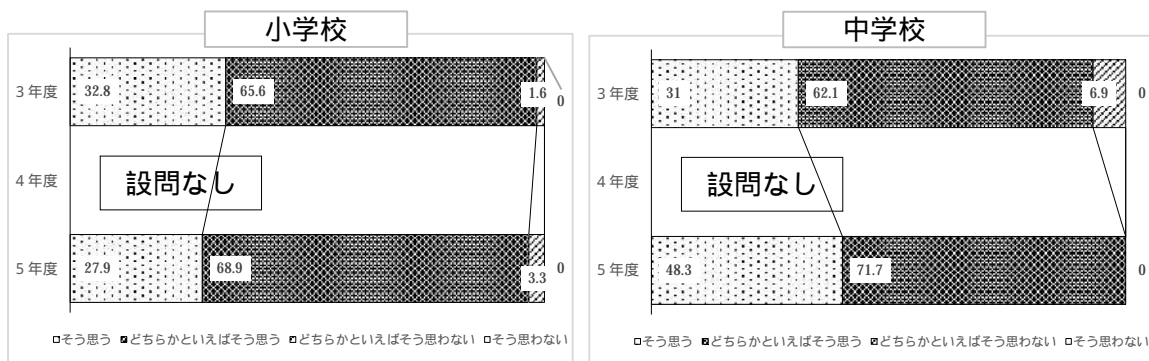 小学校
3年度
32.8
65.6
1.6
0
4年度
設問なし
5年度
27.9
68.9
3.3
0
そう思う どちらかといえばそう思う どちらかといえばそう思わない そう思わない
中学校
3年度
31
62.1
6.9
0
4年度
設問なし
5年度
48.3
71.7
0
そう思う どちらかといえばそう思う どちらかといえばそう思わない そう思わない